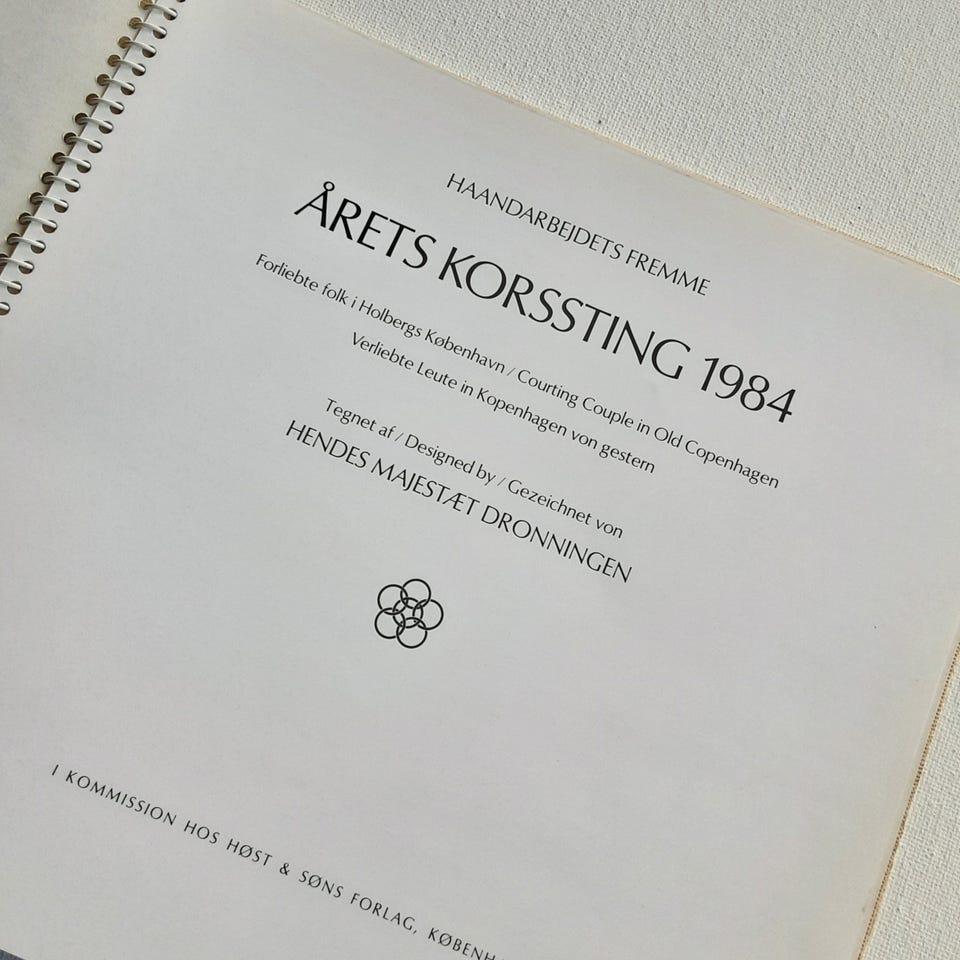 HAANDARBEJDETS FREMME
ÅRETS KORSSTING 1984
Forliebte folk i Holbergs København / Courting Couple in Old Copenhagen
Verliebte Leute in Kopenhagen von gestern
Tegnet af / Designed by / Gezeichnet von
HENDES MAJESTÆT DRONNINGEN
I KOMMISSION HOS HØST & SØNS FORLAG, KØBENH